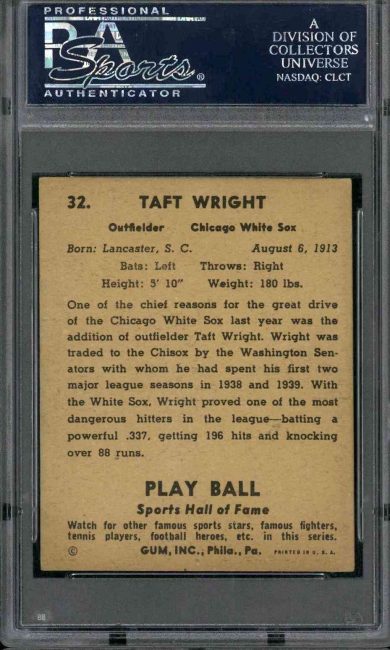 PROFESSIONAL
PSA
Sports ®
AUTHENTICATOR
A
DIVISION OF
COLLECTORS
UNIVERSE
NASDAQ: CLCT
32. TAFT WRIGHT
Outfielder Chicago White Sox
Born: Lancaster, S. C. August 6, 1913
Bats: Left Throws: Right
Height: 5' 10" Weight: 180 lbs.
One of the chief reasons for the great drive
of the Chicago White Sox last year was the
addition of outfielder Taft Wright. Wright was
traded to the Chisox by the Washington Sen-
ators with whom he had spent his first two
major league seasons in 1938 and 1939. With
the White Sox, Wright proved one of the most
dangerous hitters in the league—batting a
powerful .337, getting 196 hits and knocking
over 88 runs.
PLAY BALL
Sports Hall of Fame
Watch for other famous sports stars, famous fighters,
tennis players, football heroes, etc. in this series.
© GUM, INC., Phila., Pa. PRINTED IN U. S. A.